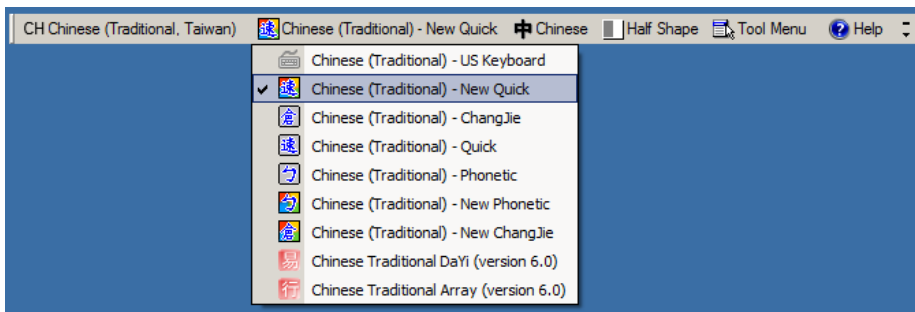 CH Chinese (Traditional, Taiwan) 速 Chinese (Traditional) - New Quick 中 Chinese Half Shape Tool Menu ? Help
Chinese (Traditional) - US Keyboard
速 Chinese (Traditional) - New Quick
倉 Chinese (Traditional) - ChangJie
速 Chinese (Traditional) - Quick
ㄅ Chinese (Traditional) - Phonetic
ㄅ Chinese (Traditional) - New Phonetic
倉 Chinese (Traditional) - New ChangJie
易 Chinese Traditional DaYi (version 6.0)
行 Chinese Traditional Array (version 6.0)